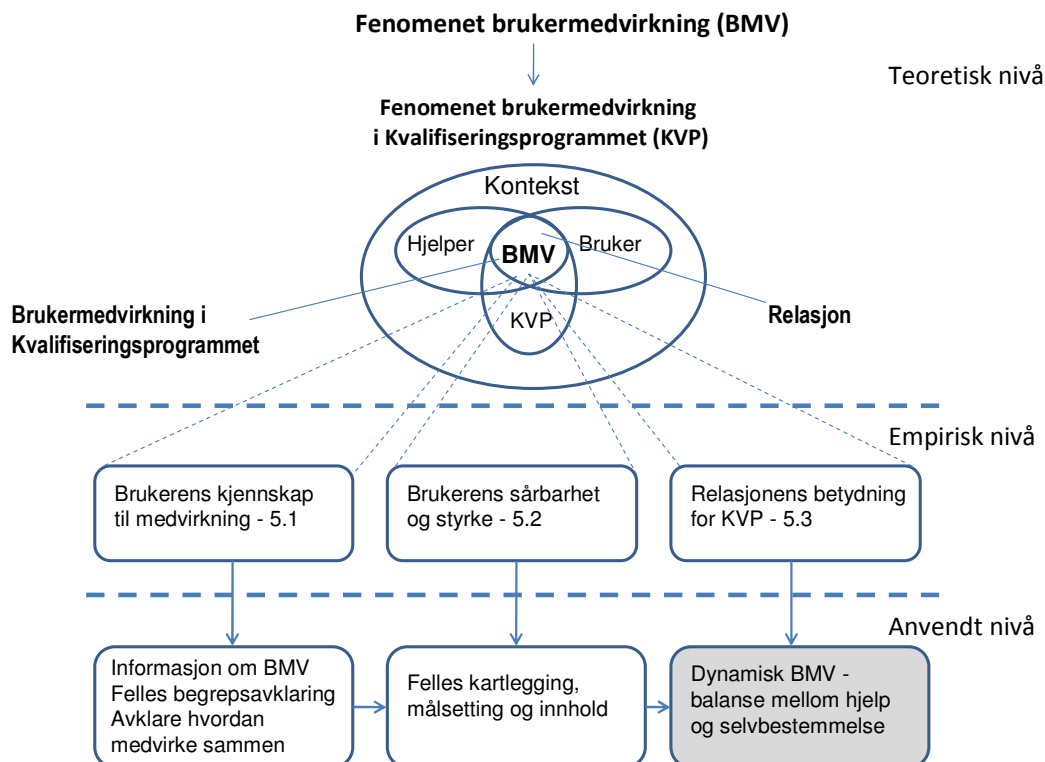 Fenomenet brukermedvirkning (BMV)
Teoretisk nivå
Fenomenet brukermedvirkning
i Kvalifiseringsprogrammet (KVP)
Kontekst
Hjelper
BMV
Bruker
KVP
Brukermedvirkning i
Kvalifiseringsprogrammet
Relasjon
Empirisk nivå
Brukerens kjennskap
til medvirkning - 5.1
Brukerens sårbarhet
og styrke - 5.2
Relasjonens betydning
for KVP - 5.3
Anvendt nivå
Informasjon om BMV
Felles begrepsavklaring
Avklare hvordan
medvirke sammen
Felles kartlegging,
målsetting og innhold
Dynamisk BMV -
balanse mellom hjelp
og selvbestemmelse